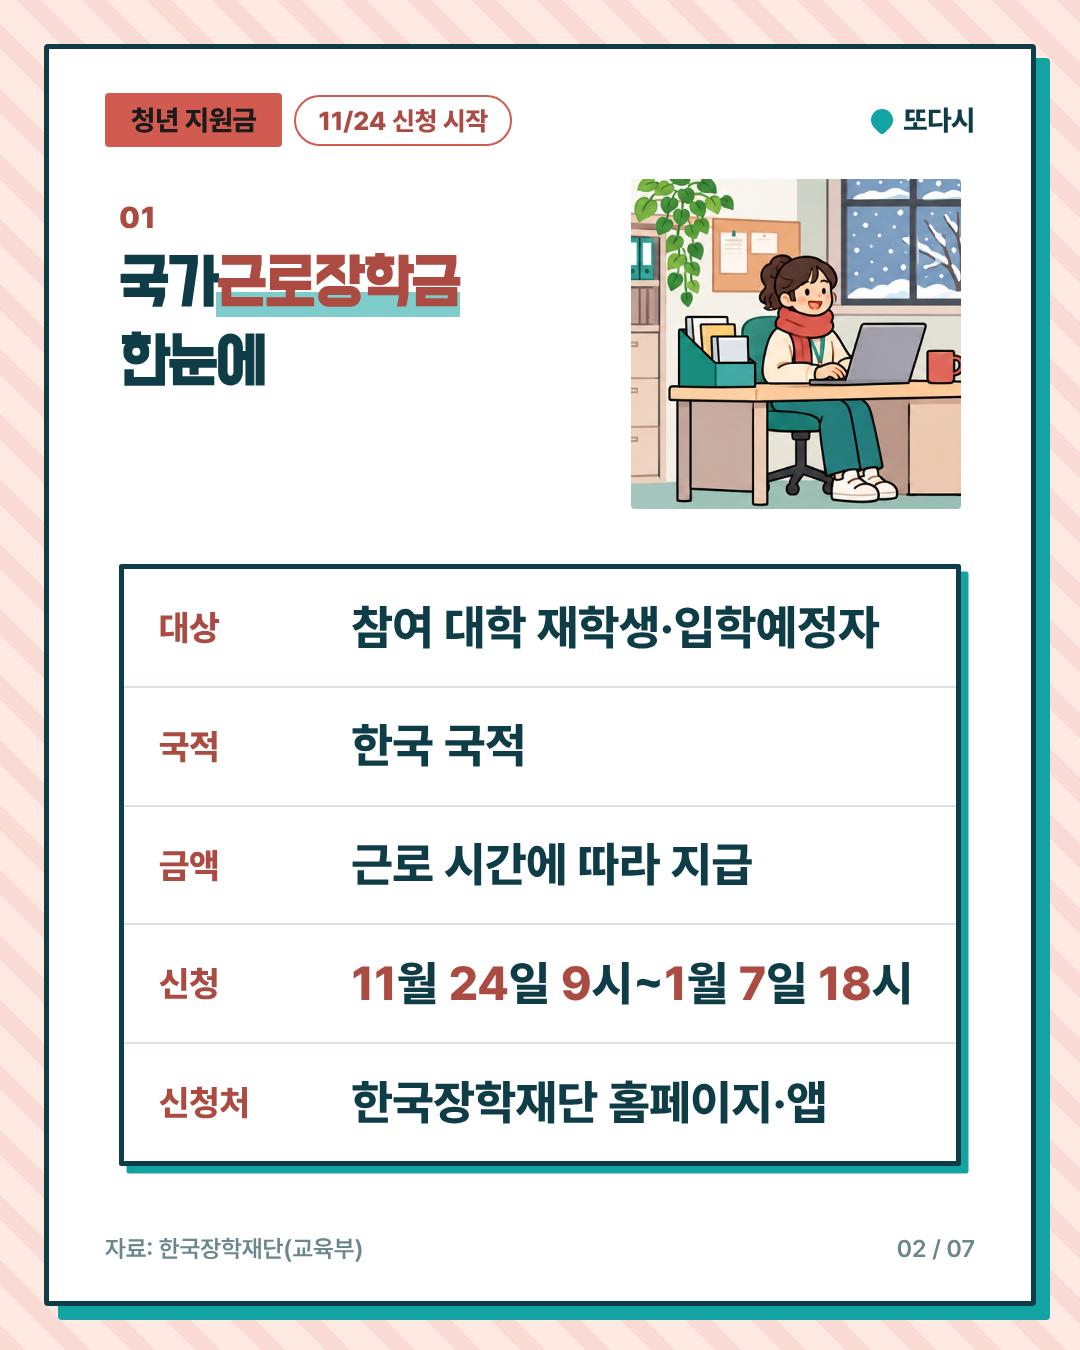 청년 지원금
11/24 신청 시작
또다시
01
국가근로장학금
한눈에
대상 참여 대학 재학생·입학예정자
국적 한국 국적
금액 근로 시간에 따라 지급
신청 11월 24일 9시~1월 7일 18시
신청처 한국장학재단 홈페이지·앱
자료: 한국장학재단(교육부)
02 / 07